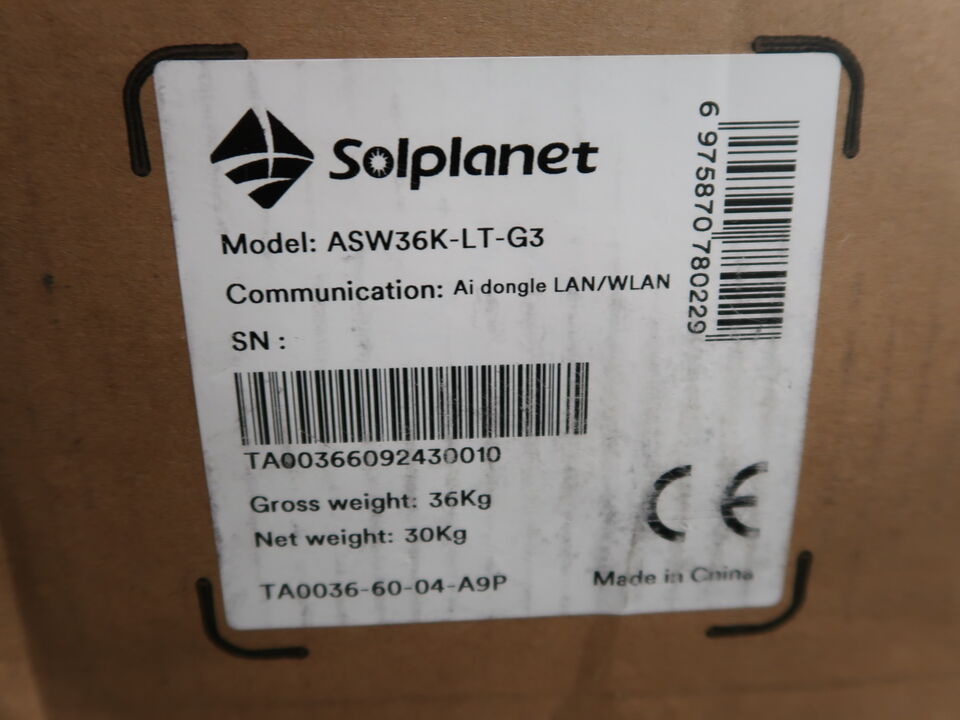 Solplanet
Model: ASW36K-LT-G3
Communication: Ai dongle LAN/WLAN
SN :
TA00366092430010
Gross weight: 36Kg
Net weight: 30Kg
TA0036-60-04-A9P
6 975870 780229
CE
Made in China